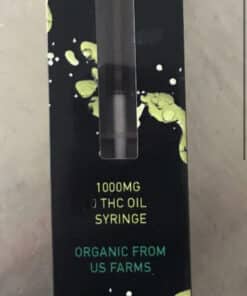 1000MG
THC OIL
SYRINGE
ORGANIC FROM
US FARMS